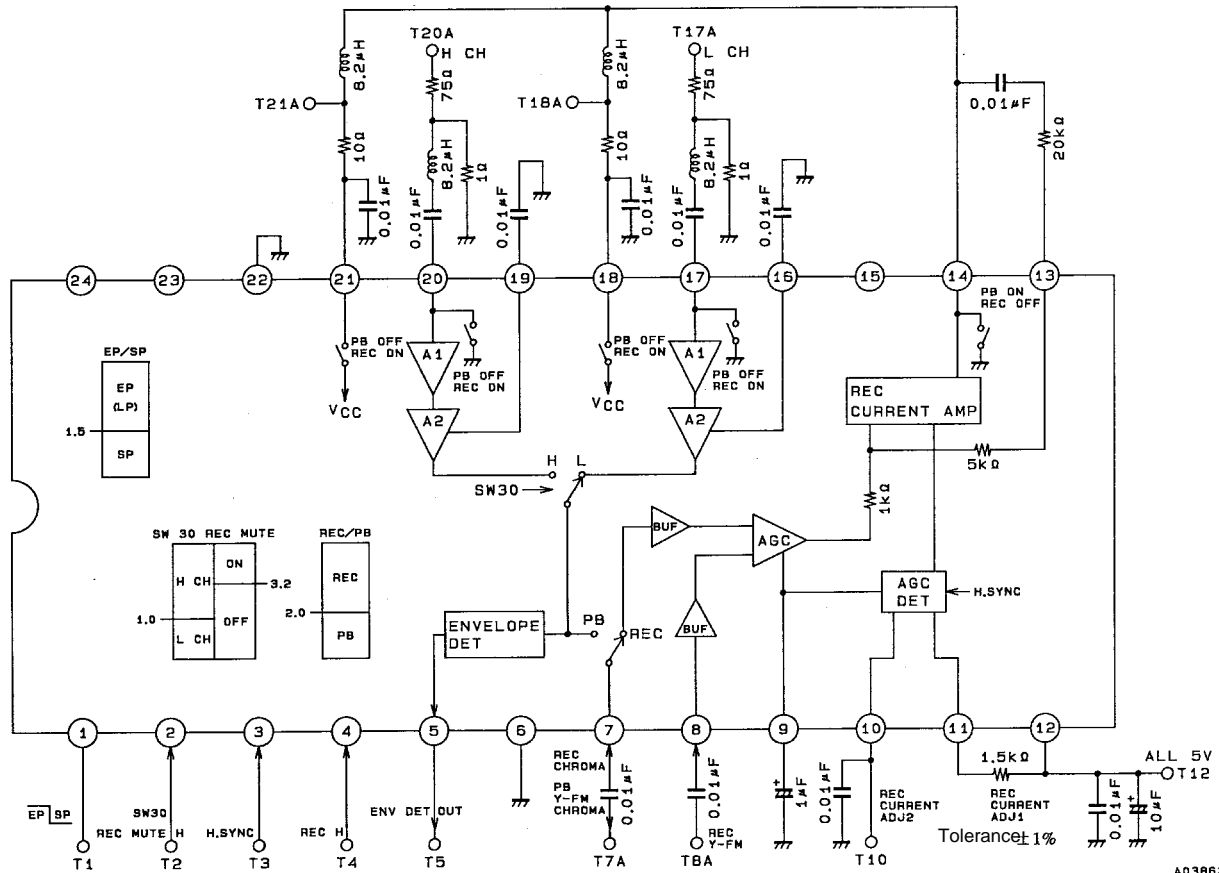 T20A
H CH
T17A
L CH
8.2μH
75Ω
8.2μH
75Ω
0.01μF
T21A
T18A
10Ω
8.2μH
1Ω
10Ω
8.2μH
1Ω
20kΩ
0.01μF
0.01μF
0.01μF
0.01μF
0.01μF
0.01μF
24
23
22
21
20
19
18
17
16
15
14
13
PB ON
REC OFF
EP/SP
EP
(LP)
1.5
SP
PB OFF
REC ON
A1
PB OFF
REC ON
VCC
A2
PB OFF
REC ON
A1
PB OFF
REC ON
VCC
A2
REC
CURRENT AMP
H L
SW30
5kΩ
1kΩ
SW 30 REC MUTE
REC/PB
ON
H CH
3.2
1.0
OFF
L CH
REC
2.0
PB
BUF
AGC
AGC
DET
H.SYNC
ENVELOPE
DET
PB
REC
BUF
1
2
3
4
5
6
7
8
9
10
11
12
EP SP
SW30
REC MUTE H
H.SYNC
REC H
ENV DET OUT
REC
CHROMA
PB
Y-FM
CHROMA
0.01μF
0.01μF
REC
Y-FM
1μF
0.01μF
REC
CURRENT
ADJ2
1.5kΩ
REC
CURRENT
ADJ1
Tolerance±1%
0.01μF
10μF
ALL 5V
T12
T1
T2
T3
T4
T5
T7A
T8A
T10